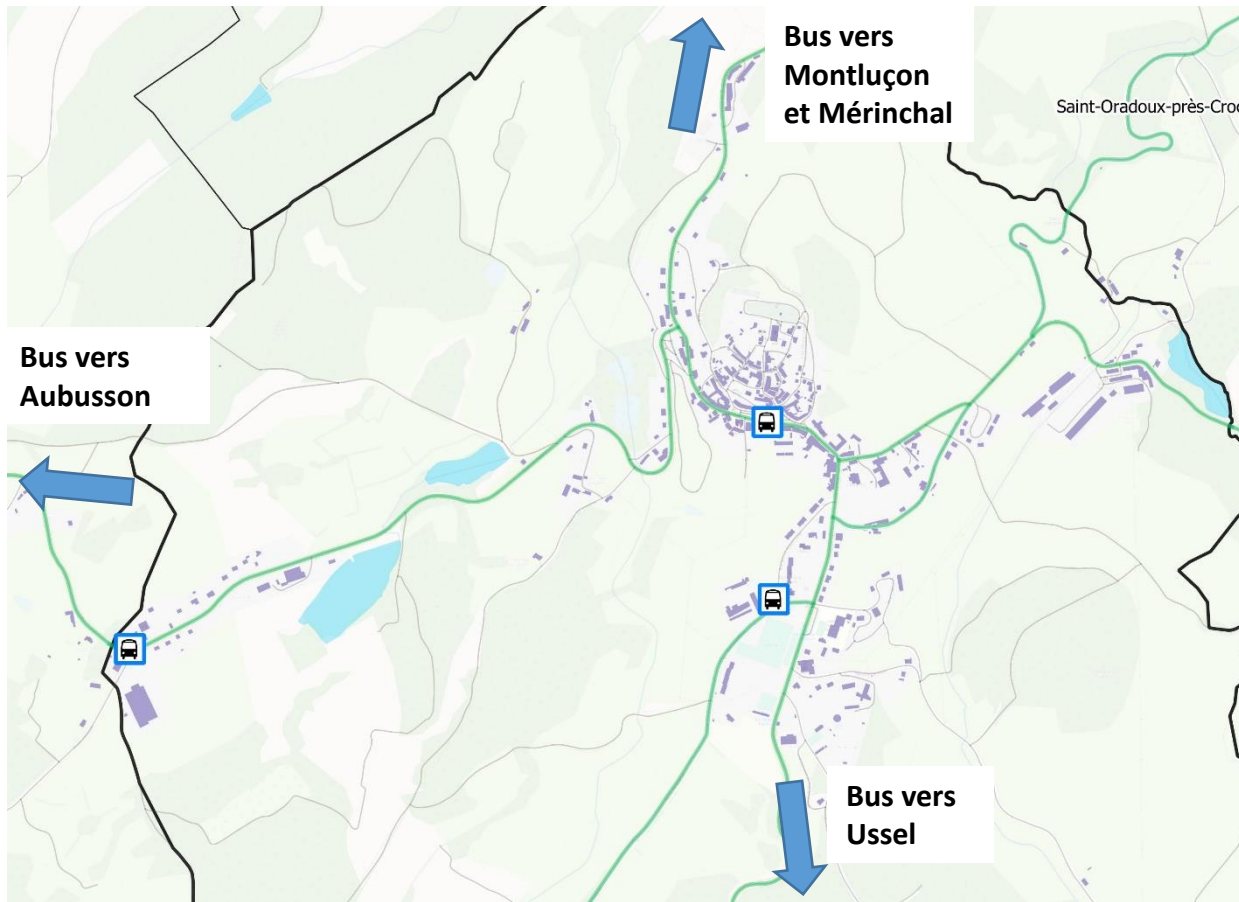 Bus vers
Montluçon
et Mérinchal
Saint-Oradoux-près-Croc
Bus vers
Aubusson
Bus vers
Ussel